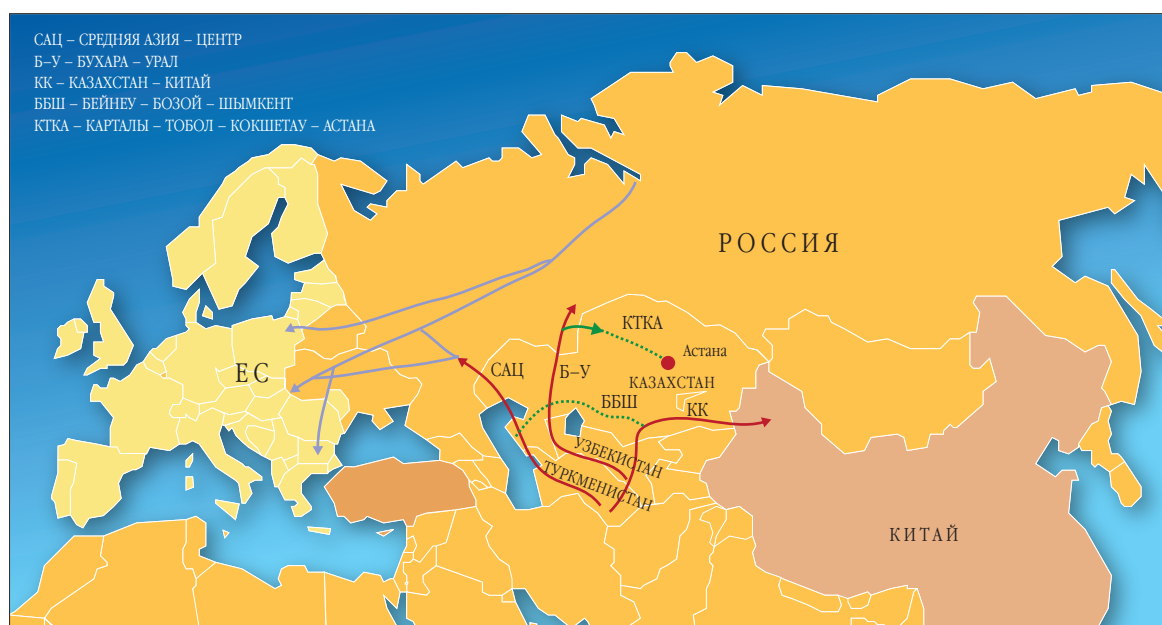 САЦ – СРЕДНЯЯ АЗИЯ – ЦЕНТР
Б–У – БУХАРА – УРАЛ
КК – КАЗАХСТАН – КИТАЙ
ББШ – БЕЙНЕУ – БОЗОЙ – ШЫМКЕНТ
КТКА – КАРТАЛЫ – ТОБОЛ – КОКШЕТАУ – АСТАНА
РОССИЯ
КТКА
Астана
ЕС
САЦ
Б–У
КАЗАХСТАН
ББШ
КК
УЗБЕКИСТАН
ТУРКМЕНИСТАН
КИТАЙ